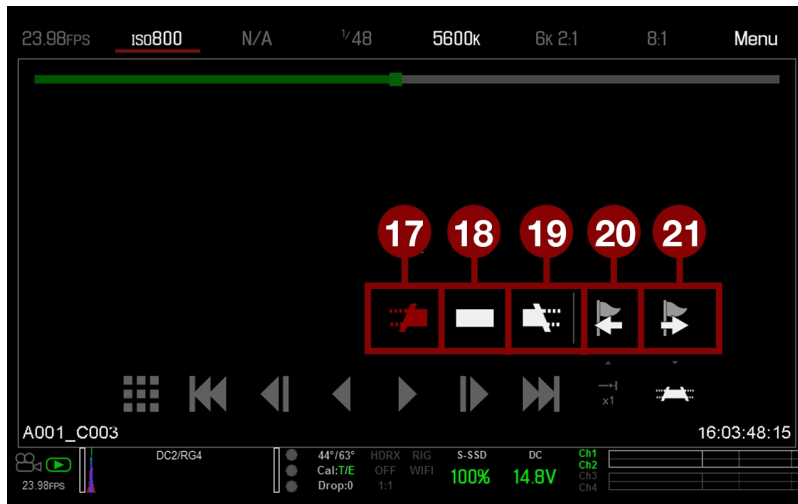 23.98FPS ISO800 N/A 1/48 5600K 6K 2:1 8:1 Menu
17 18 19 20 21
x1
A001_C003 16:03:48:15
DC2/RG4 44°/63° HDRX RIG S-SSD DC Ch1
Cal:T/E OFF WIFI 100% 14.8V Ch2
23.98FPS Drop:0 1:1 Ch3
Ch4